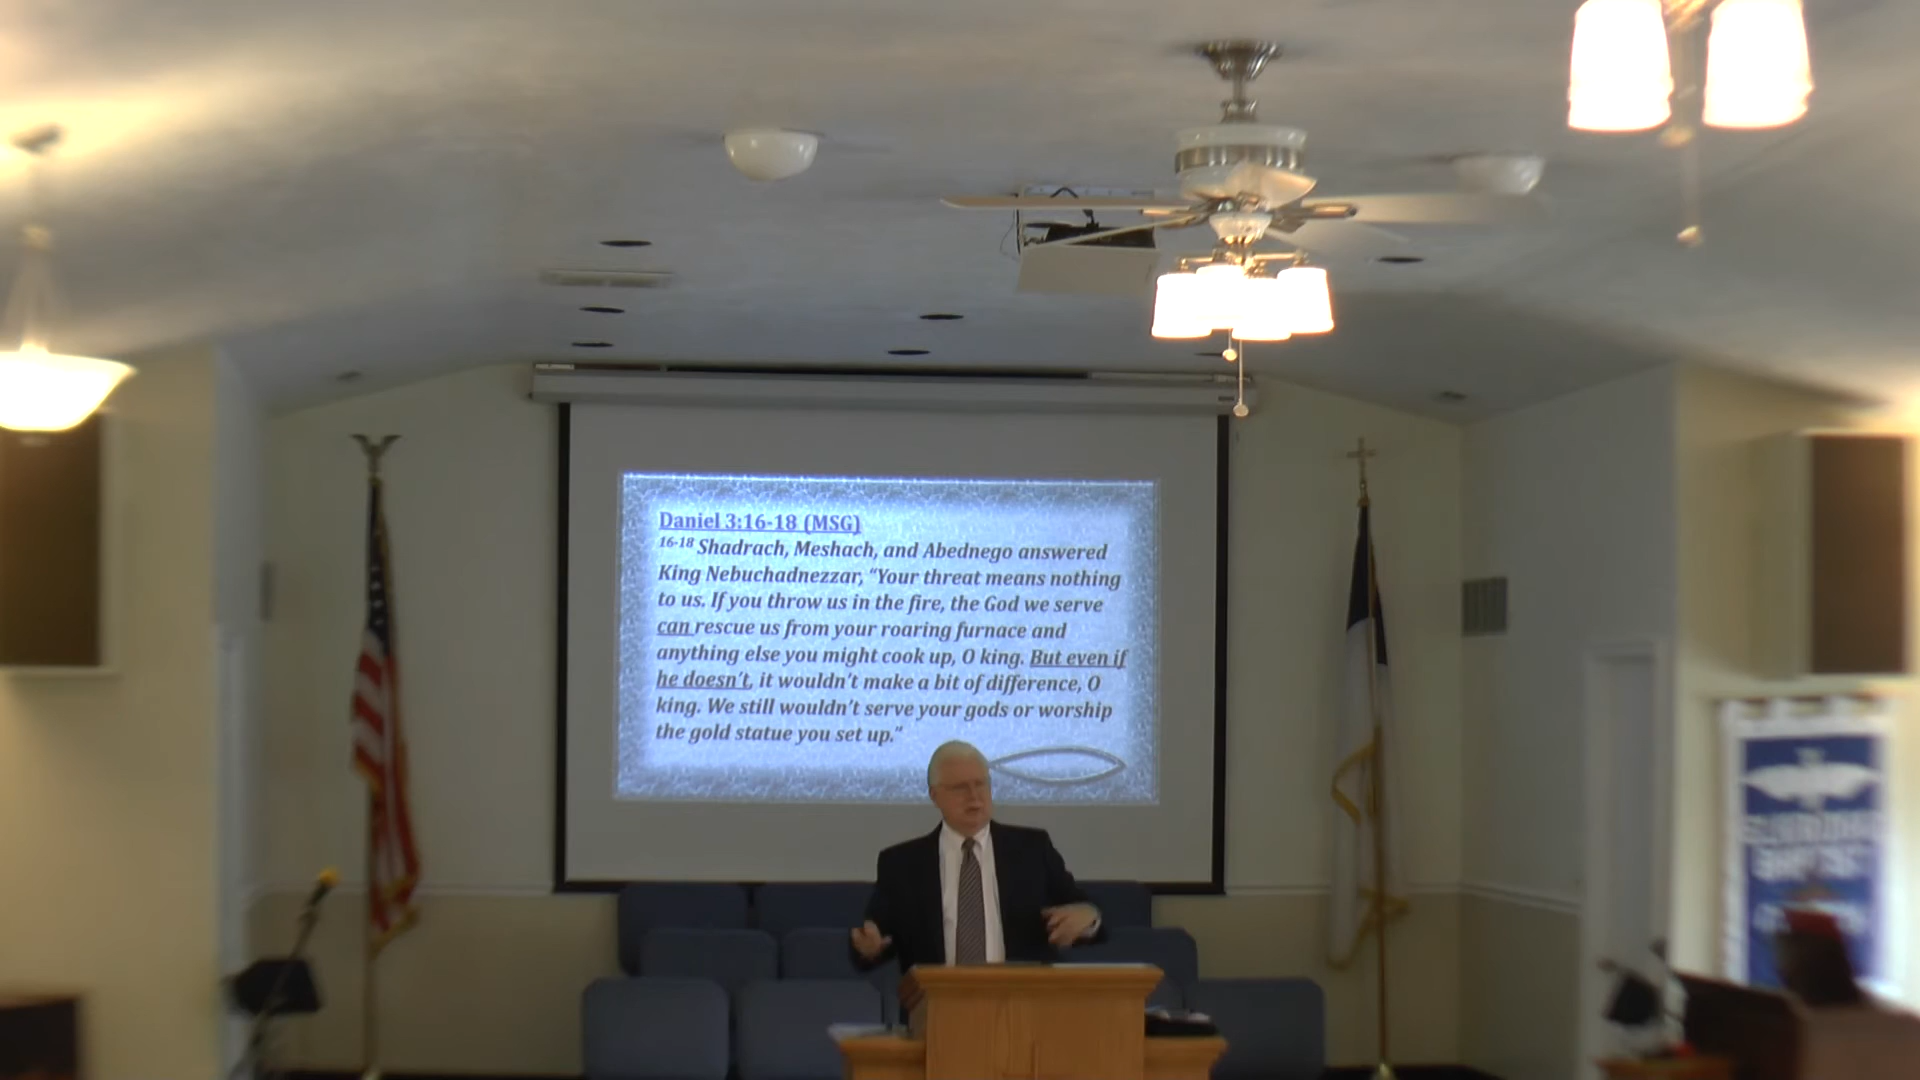 Daniel 3:16-18 (MSG)
16-18 Shadrach, Meshach, and Abednego answered
King Nebuchadnezzar, “Your threat means nothing
to us. If you throw us in the fire, the God we serve
can rescue us from your roaring furnace and
anything else you might cook up, O king. But even if
he doesn’t, it wouldn’t make a bit of difference, O
king. We still wouldn’t serve your gods or worship
the gold statue you set up.”